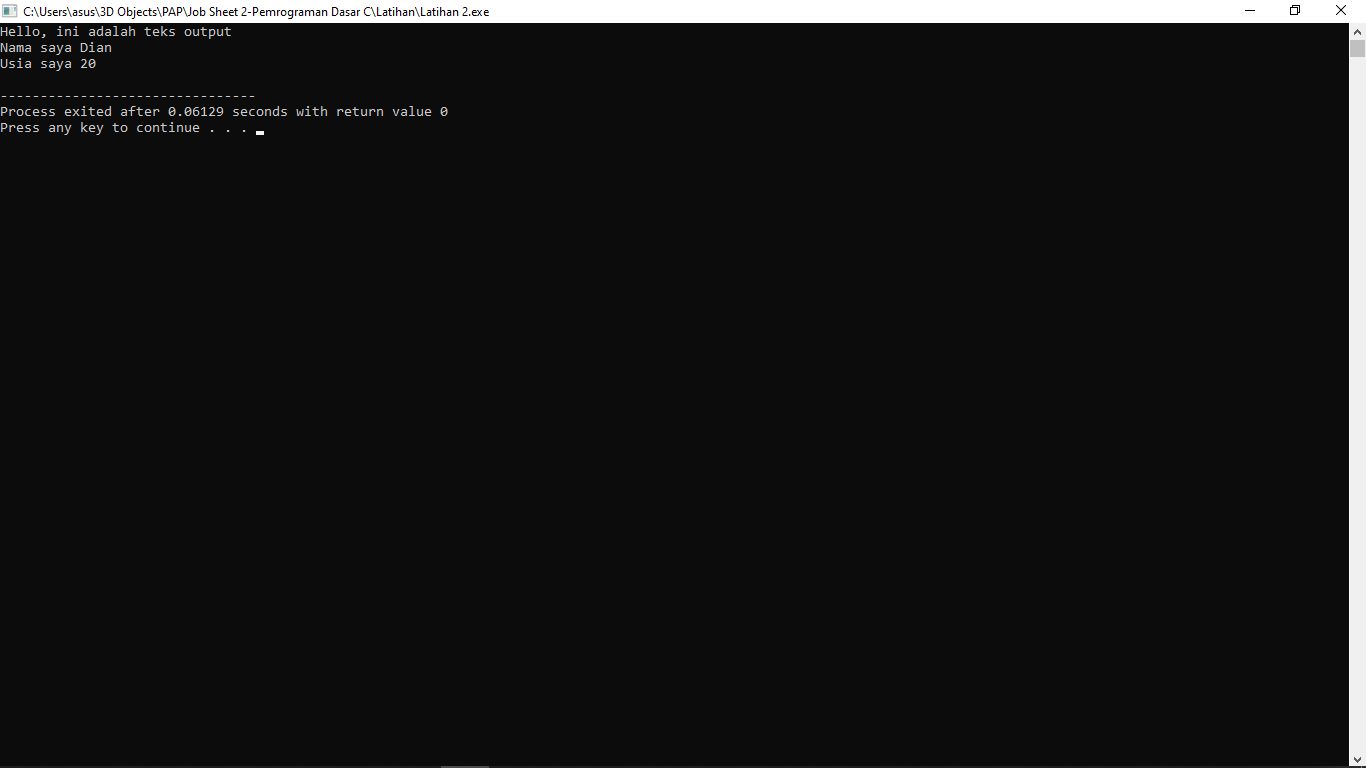 C:\Users\asus\3D Objects\PAP\Job Sheet 2-Pemrograman Dasar C\Latihan\Latihan 2.exe
Hello, ini adalah teks output
Nama saya Dian
Usia saya 20
--------------------------------
Process exited after 0.06129 seconds with return value 0
Press any key to continue . . .